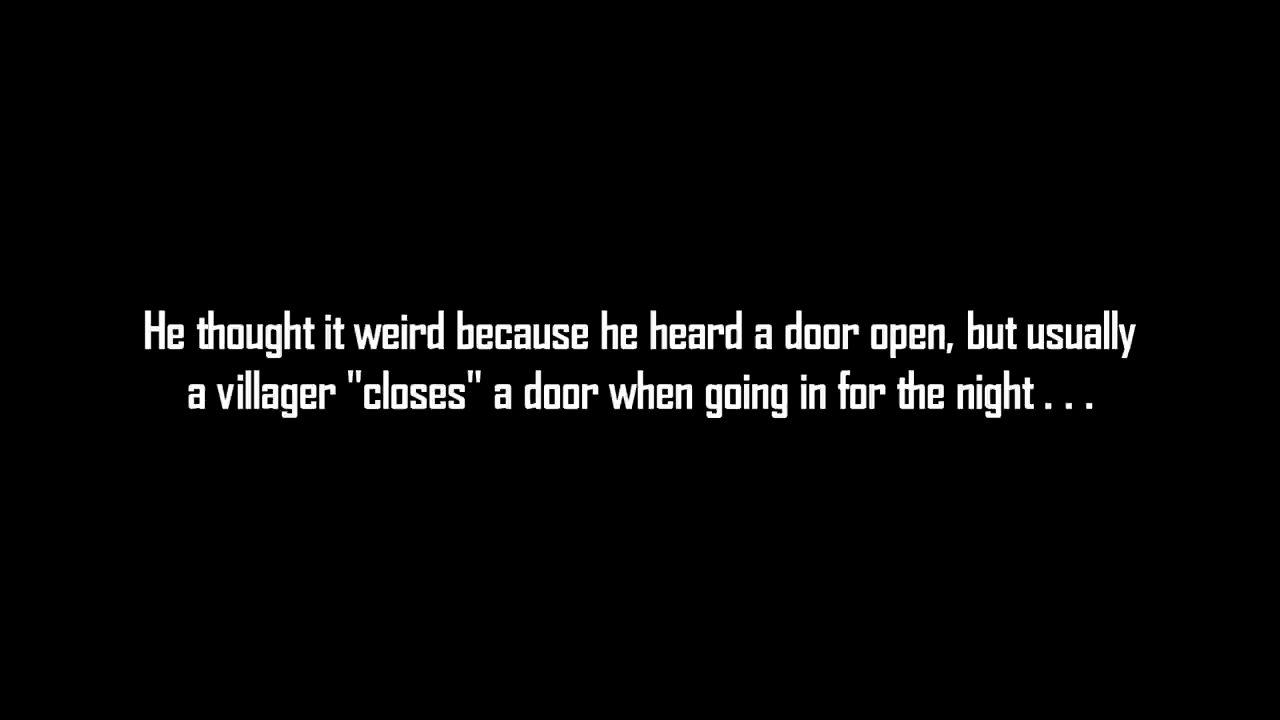 He thought it weird because he heard a door open, but usually
a villager "closes" a door when going in for the night . . .